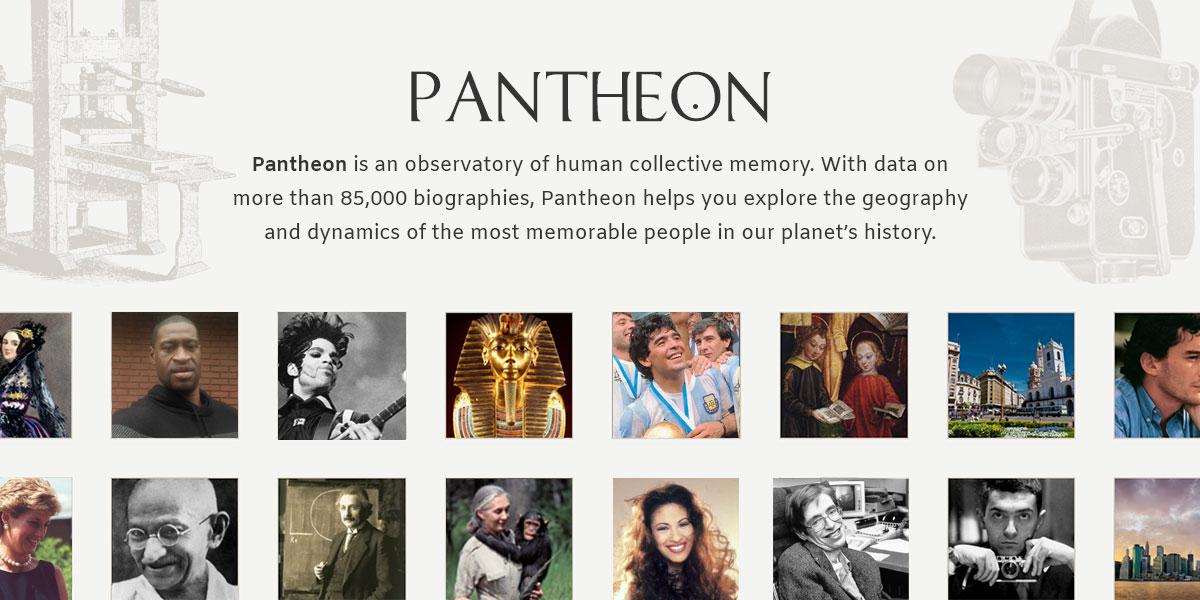 PANTHEON
Pantheon is an observatory of human collective memory. With data on
more than 85,000 biographies, Pantheon helps you explore the geography
and dynamics of the most memorable people in our planet’s history.